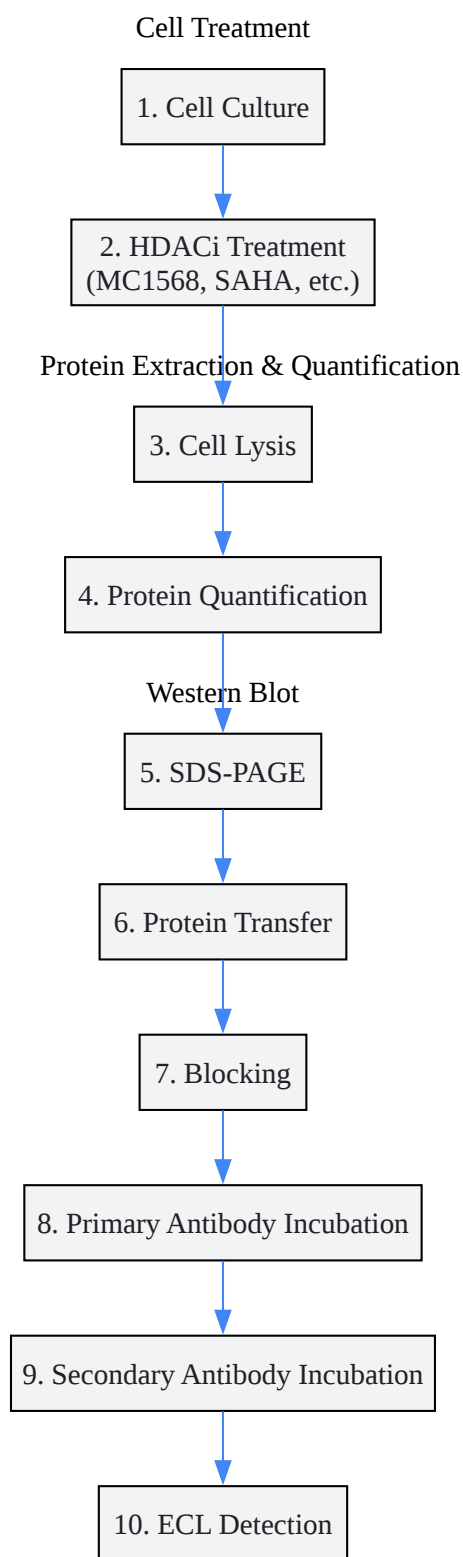 Cell Treatment
1. Cell Culture
2. HDACi Treatment
(MC1568, SAHA, etc.)
Protein Extraction & Quantification
3. Cell Lysis
4. Protein Quantification
Western Blot
5. SDS-PAGE
6. Protein Transfer
7. Blocking
8. Primary Antibody Incubation
9. Secondary Antibody Incubation
10. ECL Detection